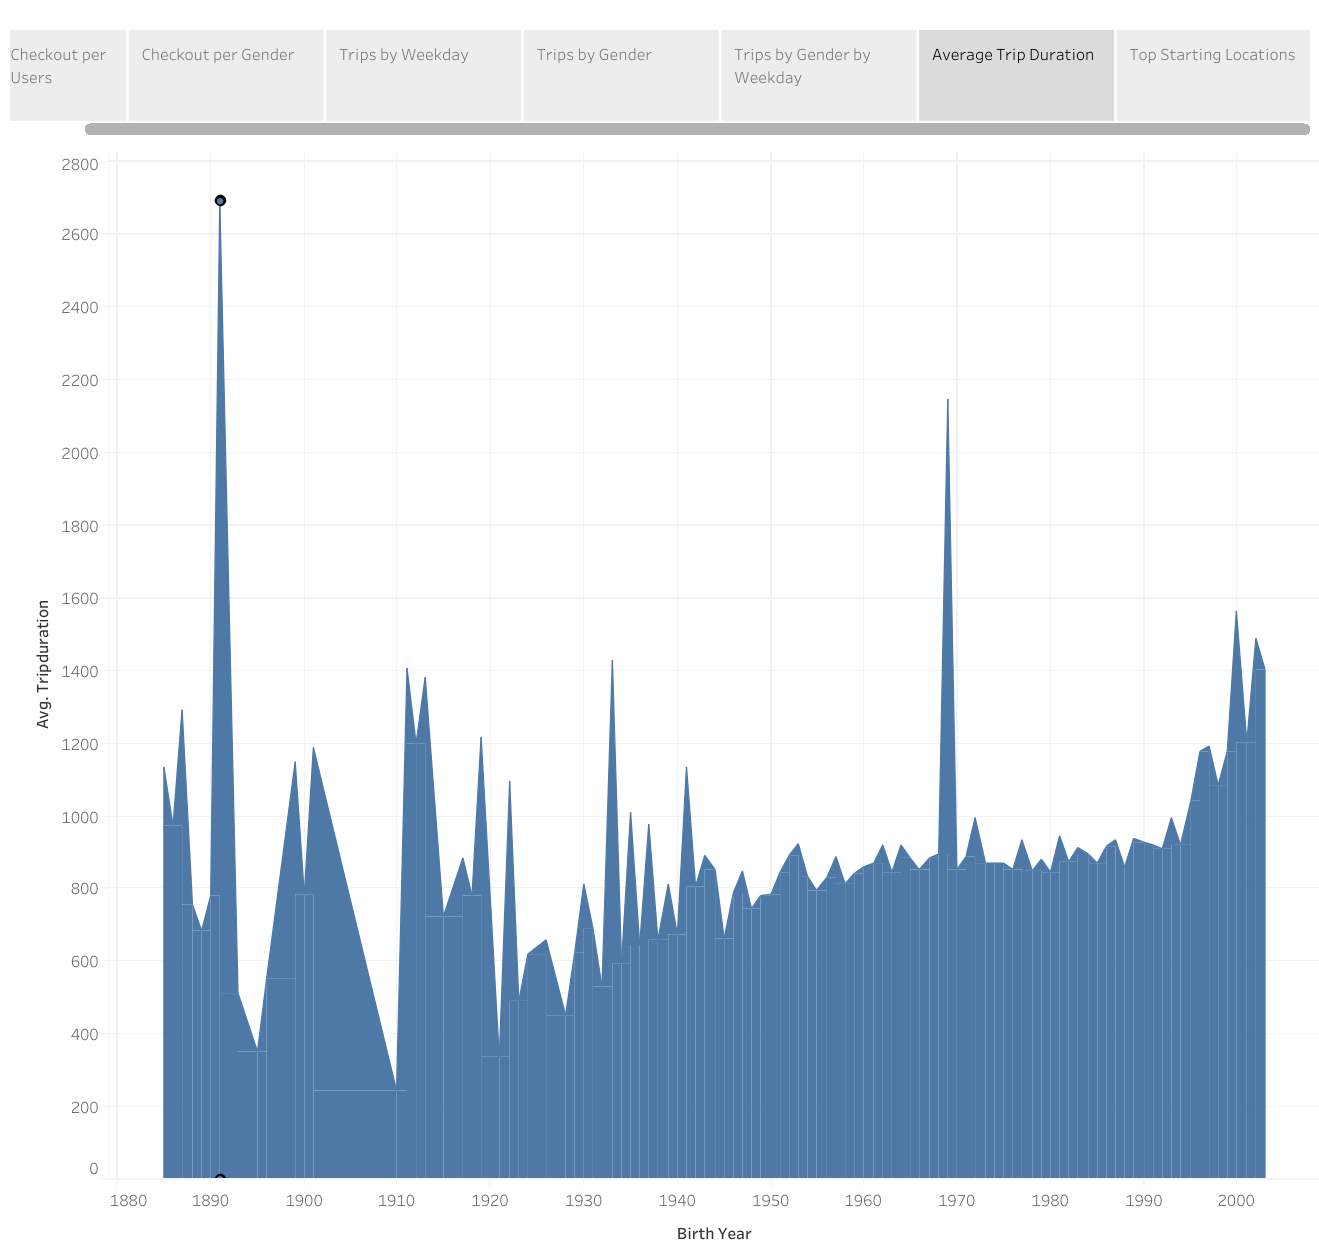 Checkout per
Users
Checkout per Gender
Trips by Weekday
Trips by Gender
Trips by Gender by
Weekday
Average Trip Duration
Top Starting Locations
2800
2600
2400
2200
2000
1800
1600
1400
1200
1000
800
600
400
200
0
Avg. Tripduration
1880 1890 1900 1910 1920 1930 1940 1950 1960 1970 1980 1990 2000
Birth Year